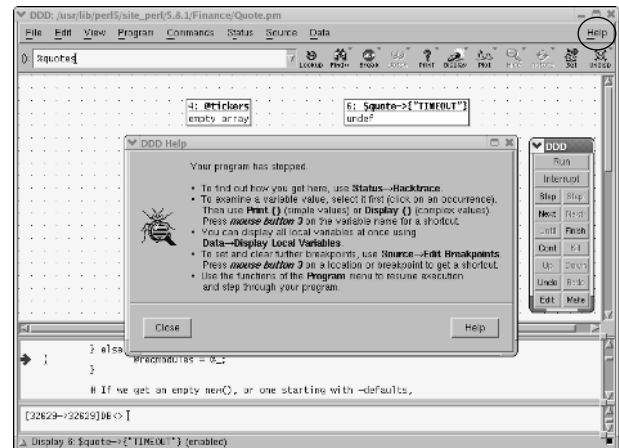 DDD: /usr/lib/perl5/site_perl/5.8.1/Finance/Quote.pm
File Edit View Program Commands Status Source Data Help
(): %quotes
Lookup Find» Break Print Display Plot Set Undisp
4: @tickers
empty array
6: $quote->{"TIMEOUT"}
undef
DDD Help
Your program has stopped.
• To find out how you get here, use Status→Backtrace.
• To examine a variable value, select it first (click on an occurrence).
Then use Print () (simple values) or Display () (complex values).
Press mouse button 3 on the variable name for a shortcut.
• You can display all local variables at once using
Data→Display Local Variables.
• To set and clear further breakpoints, use Source→Edit Breakpoints.
Press mouse button 3 on a location or breakpoint to get a shortcut.
• Use the functions of the Program menu to resume execution
and step through your program.
Close Help
DDD
Run
Interrupt
Step Stepi
Next Nexti
Until Finish
Cont Kill
Up Down
Undo Redo
Edit Make
} else
@reqmodules = @_;
}
# If we get an empty new(), or one starting with -defaults,
[32629->32629]DB<>
Display 6: $quote->{"TIMEOUT"} (enabled)